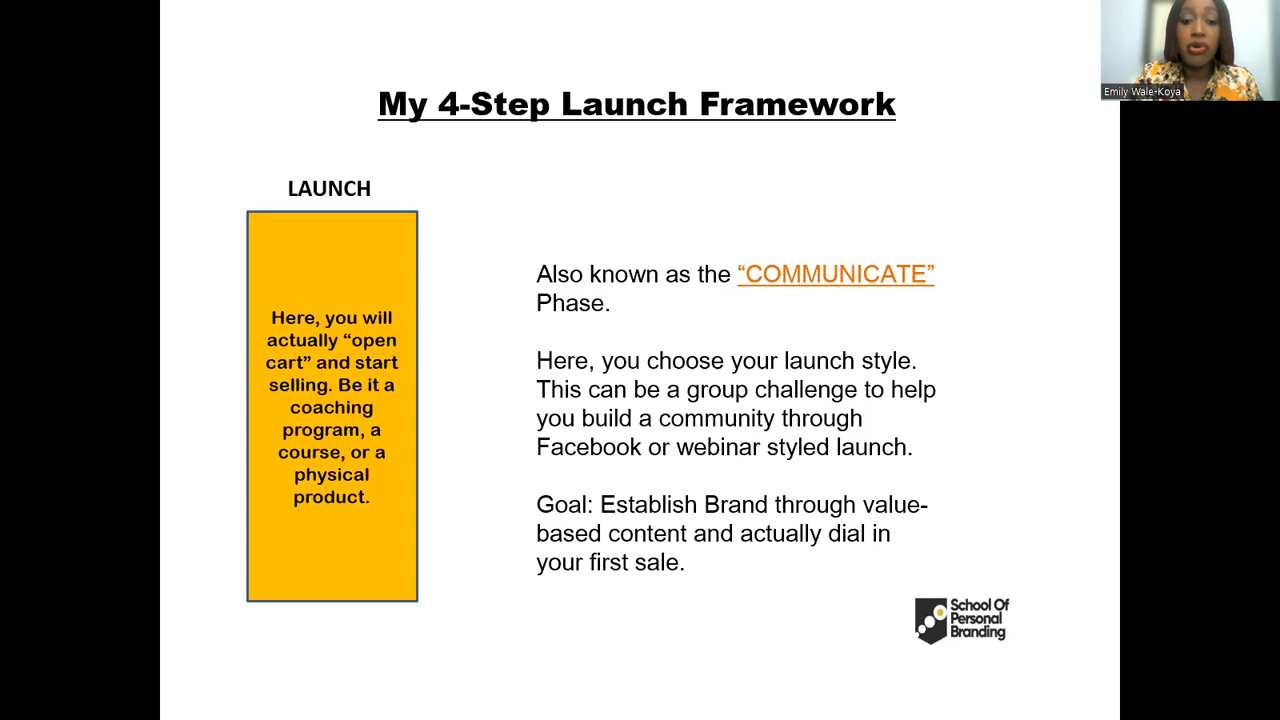 Emily Wale-Koya
My 4-Step Launch Framework
LAUNCH
Here, you will
actually “open
cart” and start
selling. Be it a
coaching
program, a
course, or a
physical
product.
Also known as the “COMMUNICATE”
Phase.
Here, you choose your launch style.
This can be a group challenge to help
you build a community through
Facebook or webinar styled launch.
Goal: Establish Brand through value-
based content and actually dial in
your first sale.
School Of
Personal
Branding